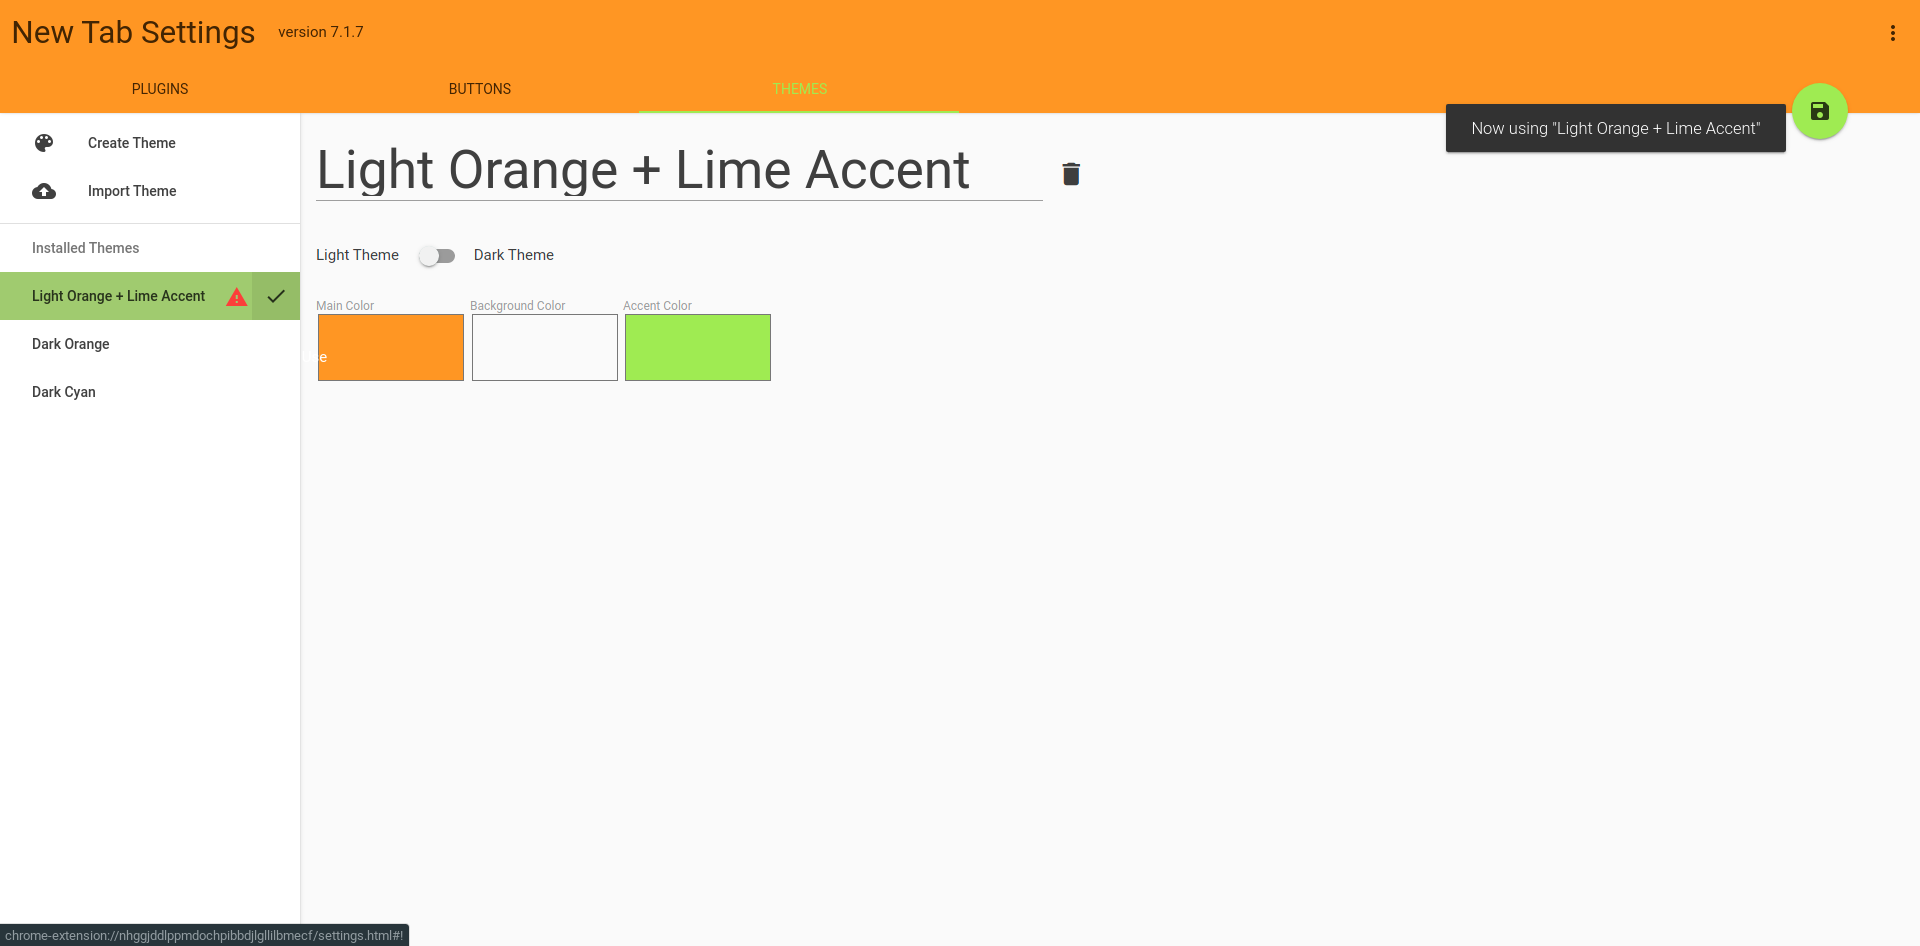 New Tab Settings version 7.1.7
PLUGINS BUTTONS THEMES
Now using "Light Orange + Lime Accent"
Create Theme
Import Theme
Installed Themes
Light Orange + Lime Accent
Dark Orange
Dark Cyan
Light Orange + Lime Accent
Light Theme Dark Theme
Main Color Background Color Accent Color
chrome-extension://nhggjddlppmdochpibbdjlgllilbmecf/settings.html#!